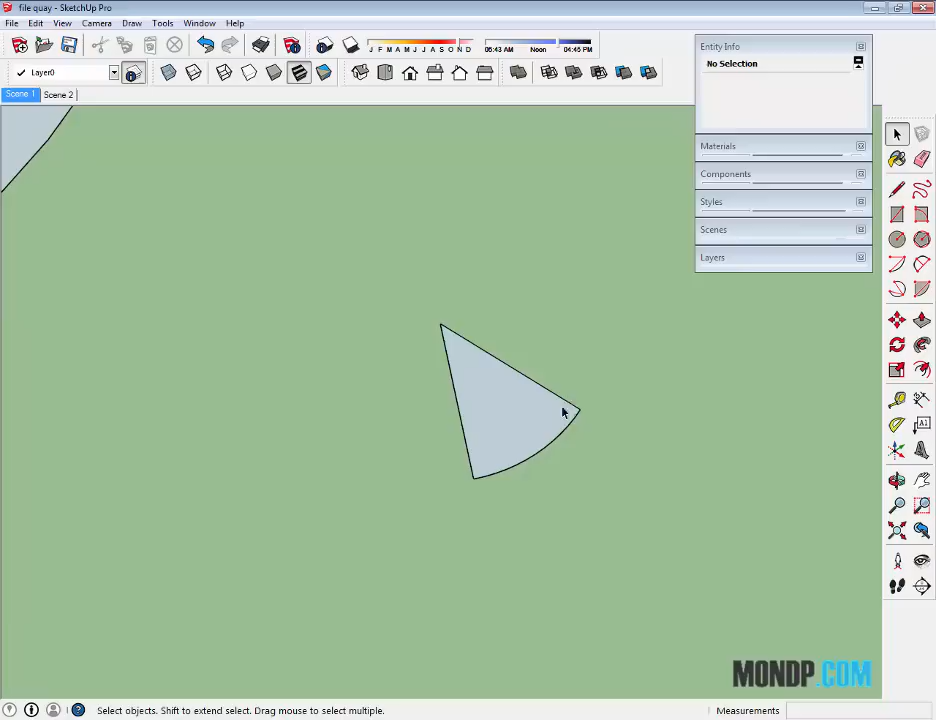 file quay - SketchUp Pro
File Edit View Camera Draw Tools Window Help
J F M A M J J A S O N D 06:43 AM Noon 04:45 PM
Layer0
Scene 1 Scene 2
Entity Info
No Selection
Materials
Components
Styles
Scenes
Layers
A1
MONDP.COM
Select objects. Shift to extend select. Drag mouse to select multiple. Measurements